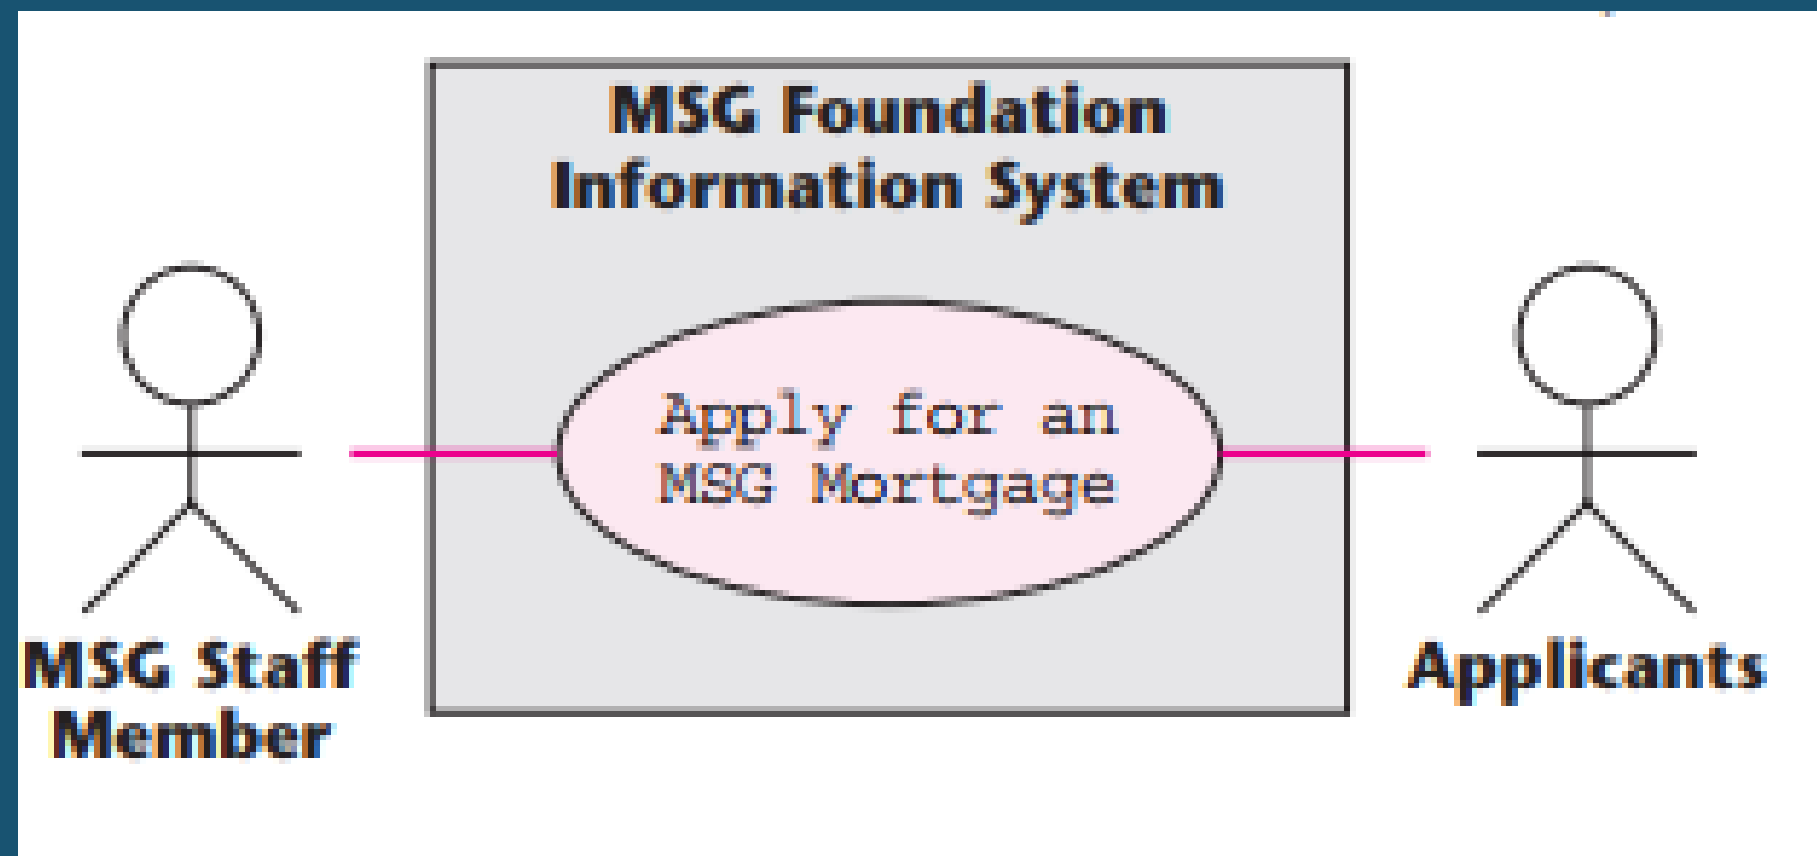 MSG Foundation
Information System
Apply for an
MSG Mortgage
MSG Staff
Member
Applicants